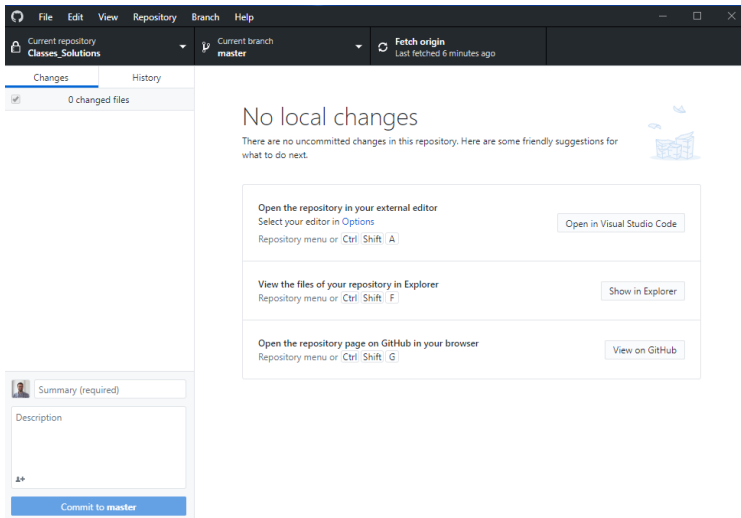 File Edit View Repository Branch Help
Current repository
Classes_Solutions
Current branch
master
Fetch origin
Last fetched 6 minutes ago
Changes History
0 changed files
No local changes
There are no uncommitted changes in this repository. Here are some friendly suggestions for
what to do next.
Open the repository in your external editor
Select your editor in Options
Repository menu or Ctrl Shift A
Open in Visual Studio Code
View the files of your repository in Explorer
Repository menu or Ctrl Shift F
Show in Explorer
Open the repository page on GitHub in your browser
Repository menu or Ctrl Shift G
View on GitHub
Summary (required)
Description
Commit to master